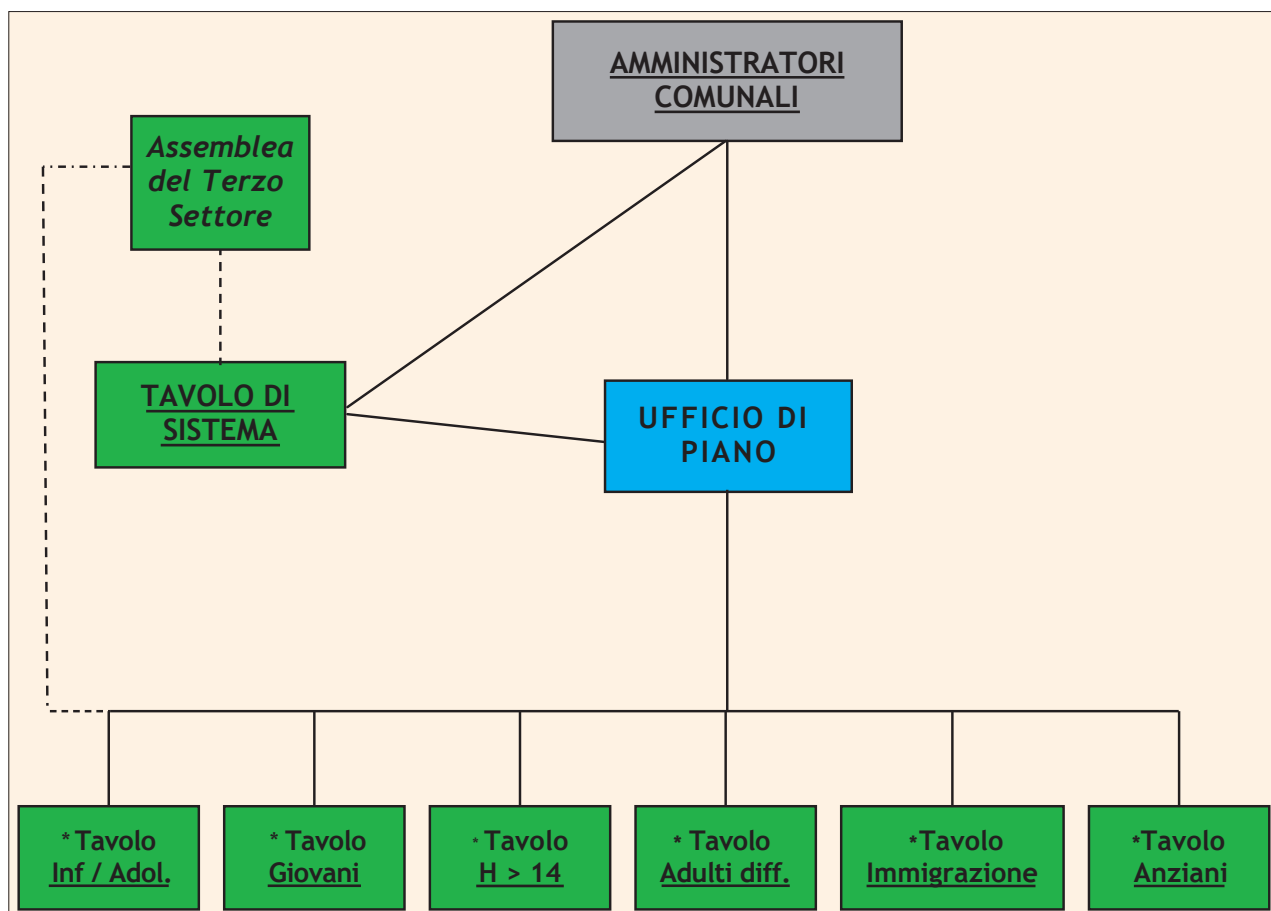 AMMINISTRATORI
COMUNALI
Assemblea
del Terzo
Settore
TAVOLO DI
SISTEMA
UFFICIO DI
PIANO
* Tavolo
Inf / Adol.
* Tavolo
Giovani
* Tavolo
H > 14
* Tavolo
Adulti diff.
*Tavolo
Immigrazione
*Tavolo
Anziani